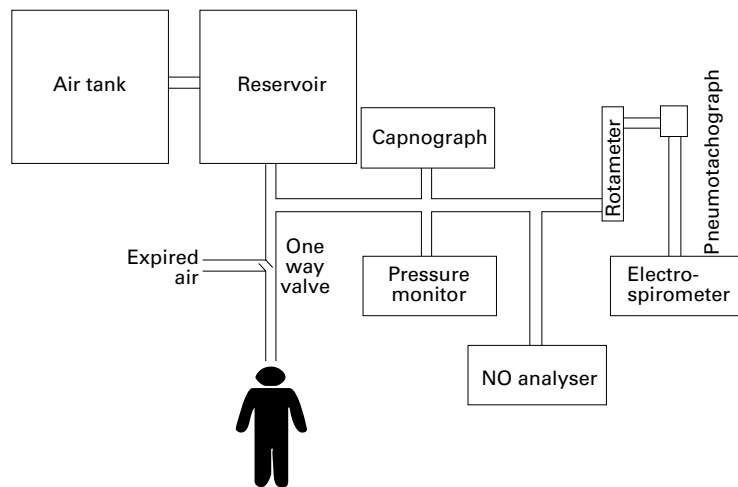 Air tank
Reservoir
Capnograph
Rotameter
Pneumotachograph
Expired
air
One
way
valve
Pressure
monitor
Electro-
spirometer
NO analyser